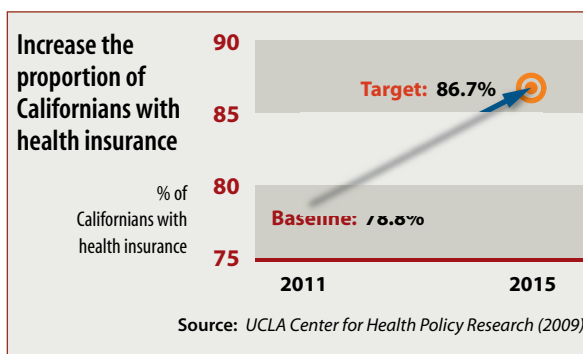 Increase the
proportion of
Californians with
health insurance
% of
Californians with
health insurance
90
85
80
75
Target: 86.7%
Baseline: 78.8%
2011 2015
Source: UCLA Center for Health Policy Research (2009)